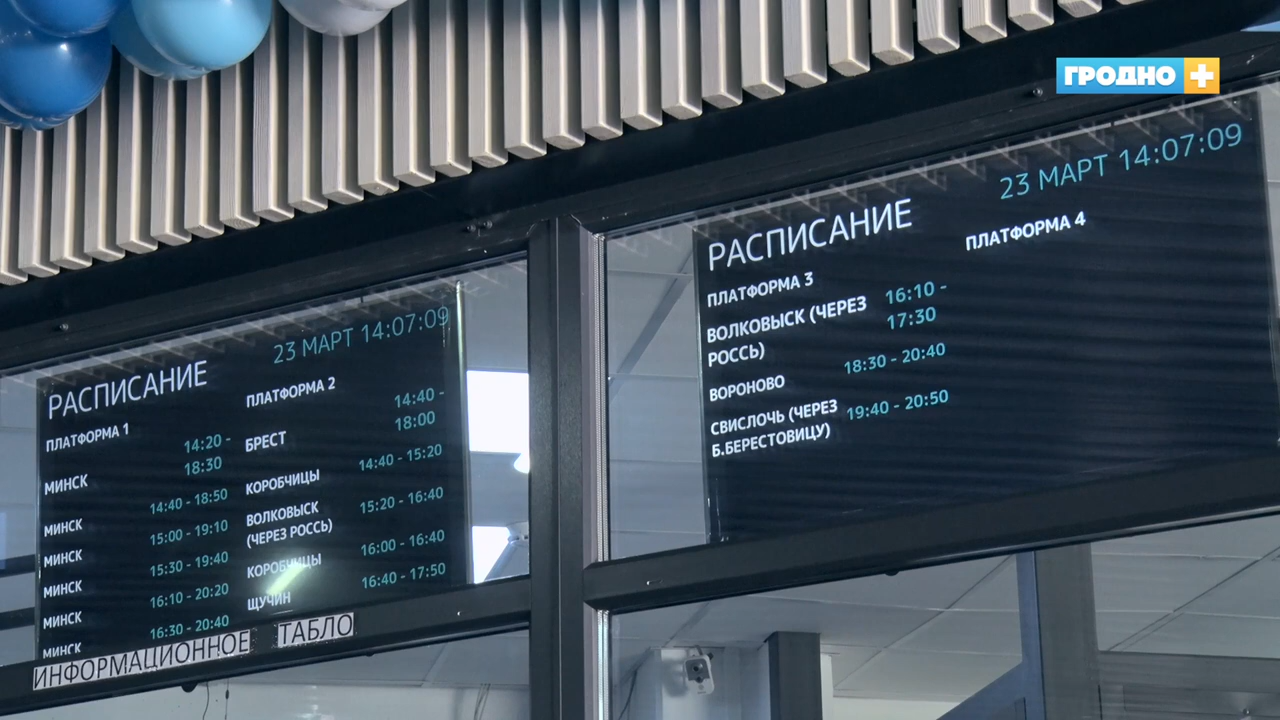 ГРОДНО +
23 МАРТ 14:07:09
РАСПИСАНИЕ
ПЛАТФОРМА 1
МИНСК 14:20 -
18:30
МИНСК 14:40 - 18:50
МИНСК 15:00 - 19:10
МИНСК 15:30 - 19:40
МИНСК 16:10 - 20:20
МИНСК 16:30 - 20:40
ПЛАТФОРМА 2
БРЕСТ 14:40 -
18:00
КОРОБЧИЦЫ 14:40 - 15:20
ВОЛКОВЫСК 15:20 - 16:40
(ЧЕРЕЗ РОССЬ)
КОРОБЧИЦЫ 16:00 - 16:40
ЩУЧИН 16:40 - 17:50
ИНФОРМАЦИОННОЕ ТАБЛО
23 МАРТ 14:07:09
РАСПИСАНИЕ
ПЛАТФОРМА 3
ВОЛКОВЫСК (ЧЕРЕЗ 16:10 -
РОССЬ) 17:30
ВОРОНОВО 18:30 - 20:40
СВИСЛОЧЬ (ЧЕРЕЗ 19:40 - 20:50
Б.БЕРЕСТОВИЦУ)
ПЛАТФОРМА 4